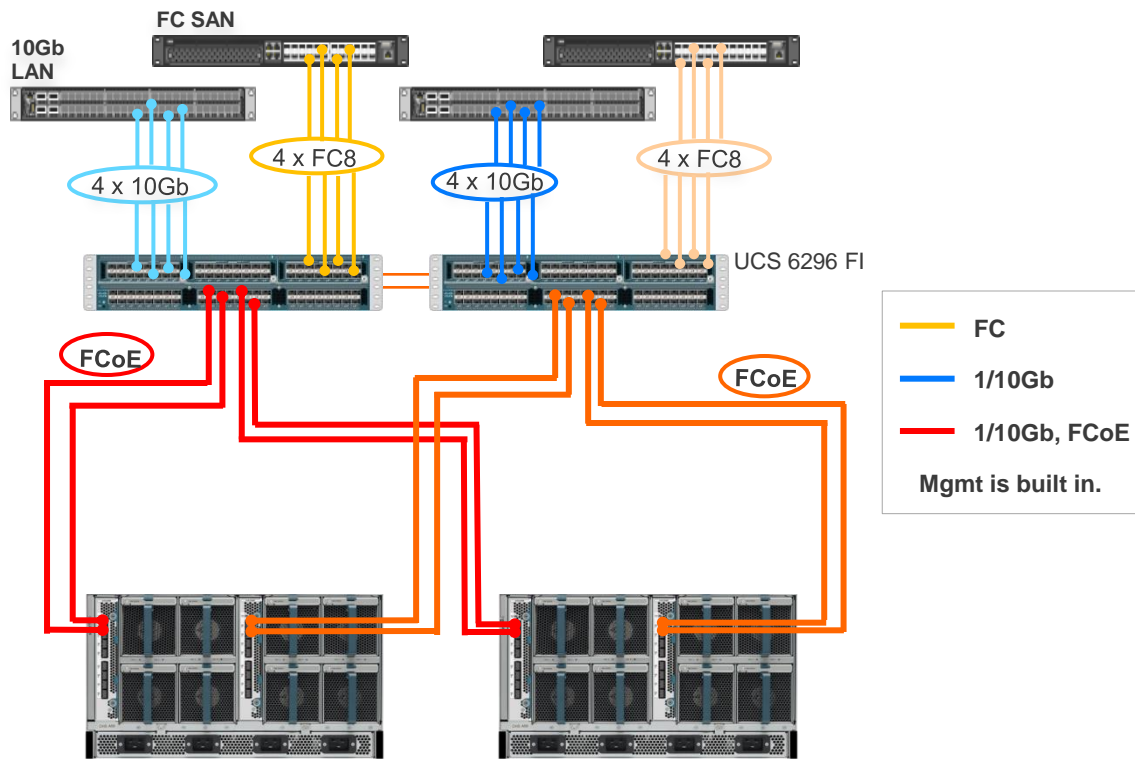 FC SAN
10Gb
LAN
4 x 10Gb
4 x FC8
4 x 10Gb
4 x FC8
UCS 6296 FI
FCoE
FCoE
FC
1/10Gb
1/10Gb, FCoE
Mgmt is built in.